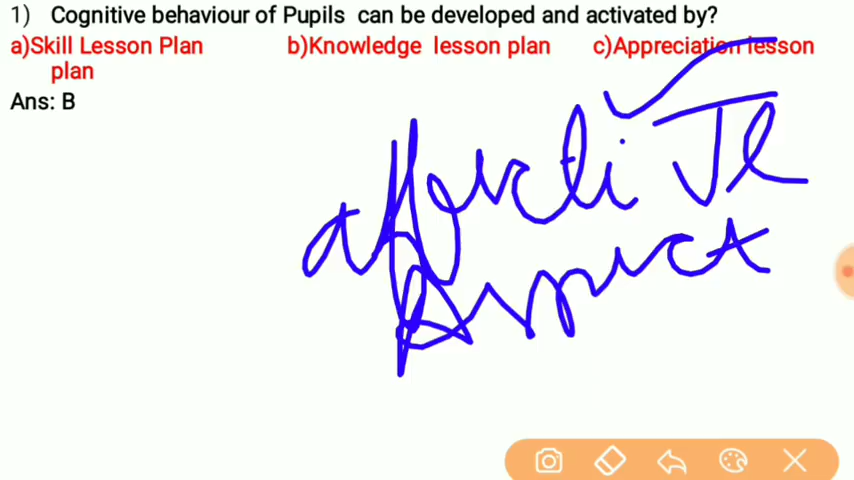 1) Cognitive behaviour of Pupils can be developed and activated by?
a)Skill Lesson Plan b)Knowledge lesson plan c)Appreciation lesson
plan
Ans: B